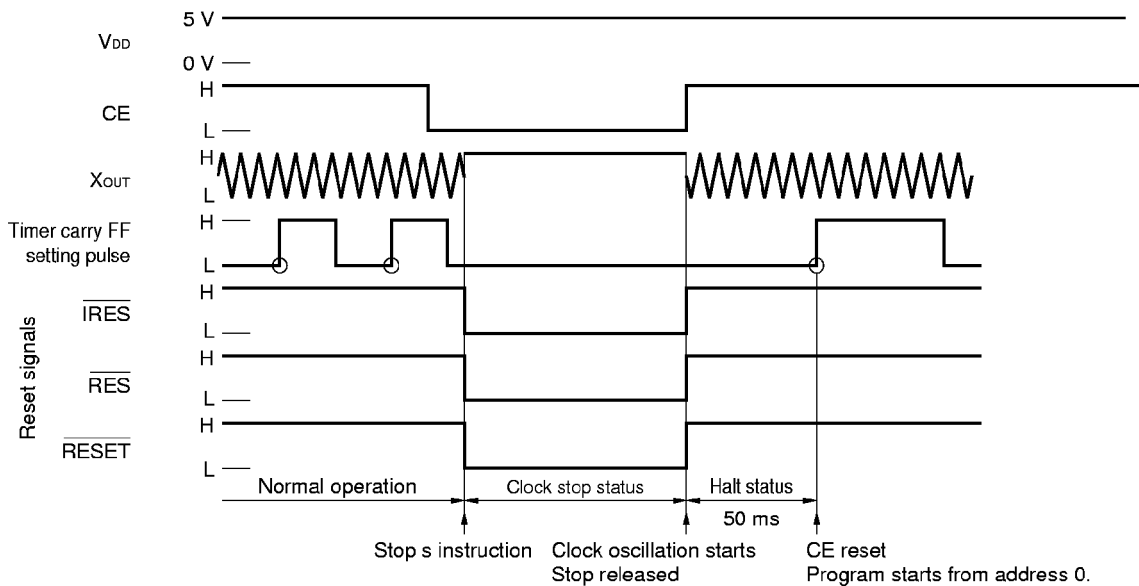 5 V
VDD
0 V
H
CE
L
H
XOUT
L
Timer carry FF
setting pulse
H
L
Reset signals
H
IRES
L
H
RES
L
H
RESET
L
Normal operation
Clock stop status
Halt status
50 ms
Stop s instruction
Clock oscillation starts
Stop released
CE reset
Program starts from address 0.